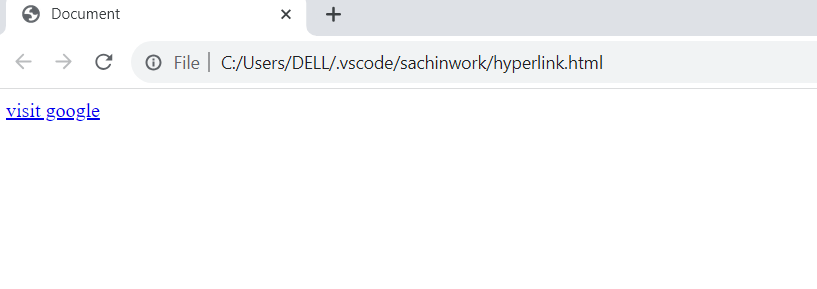 Document
File C:/Users/DELL/.vscode/sachinwork/hyperlink.html
visit google